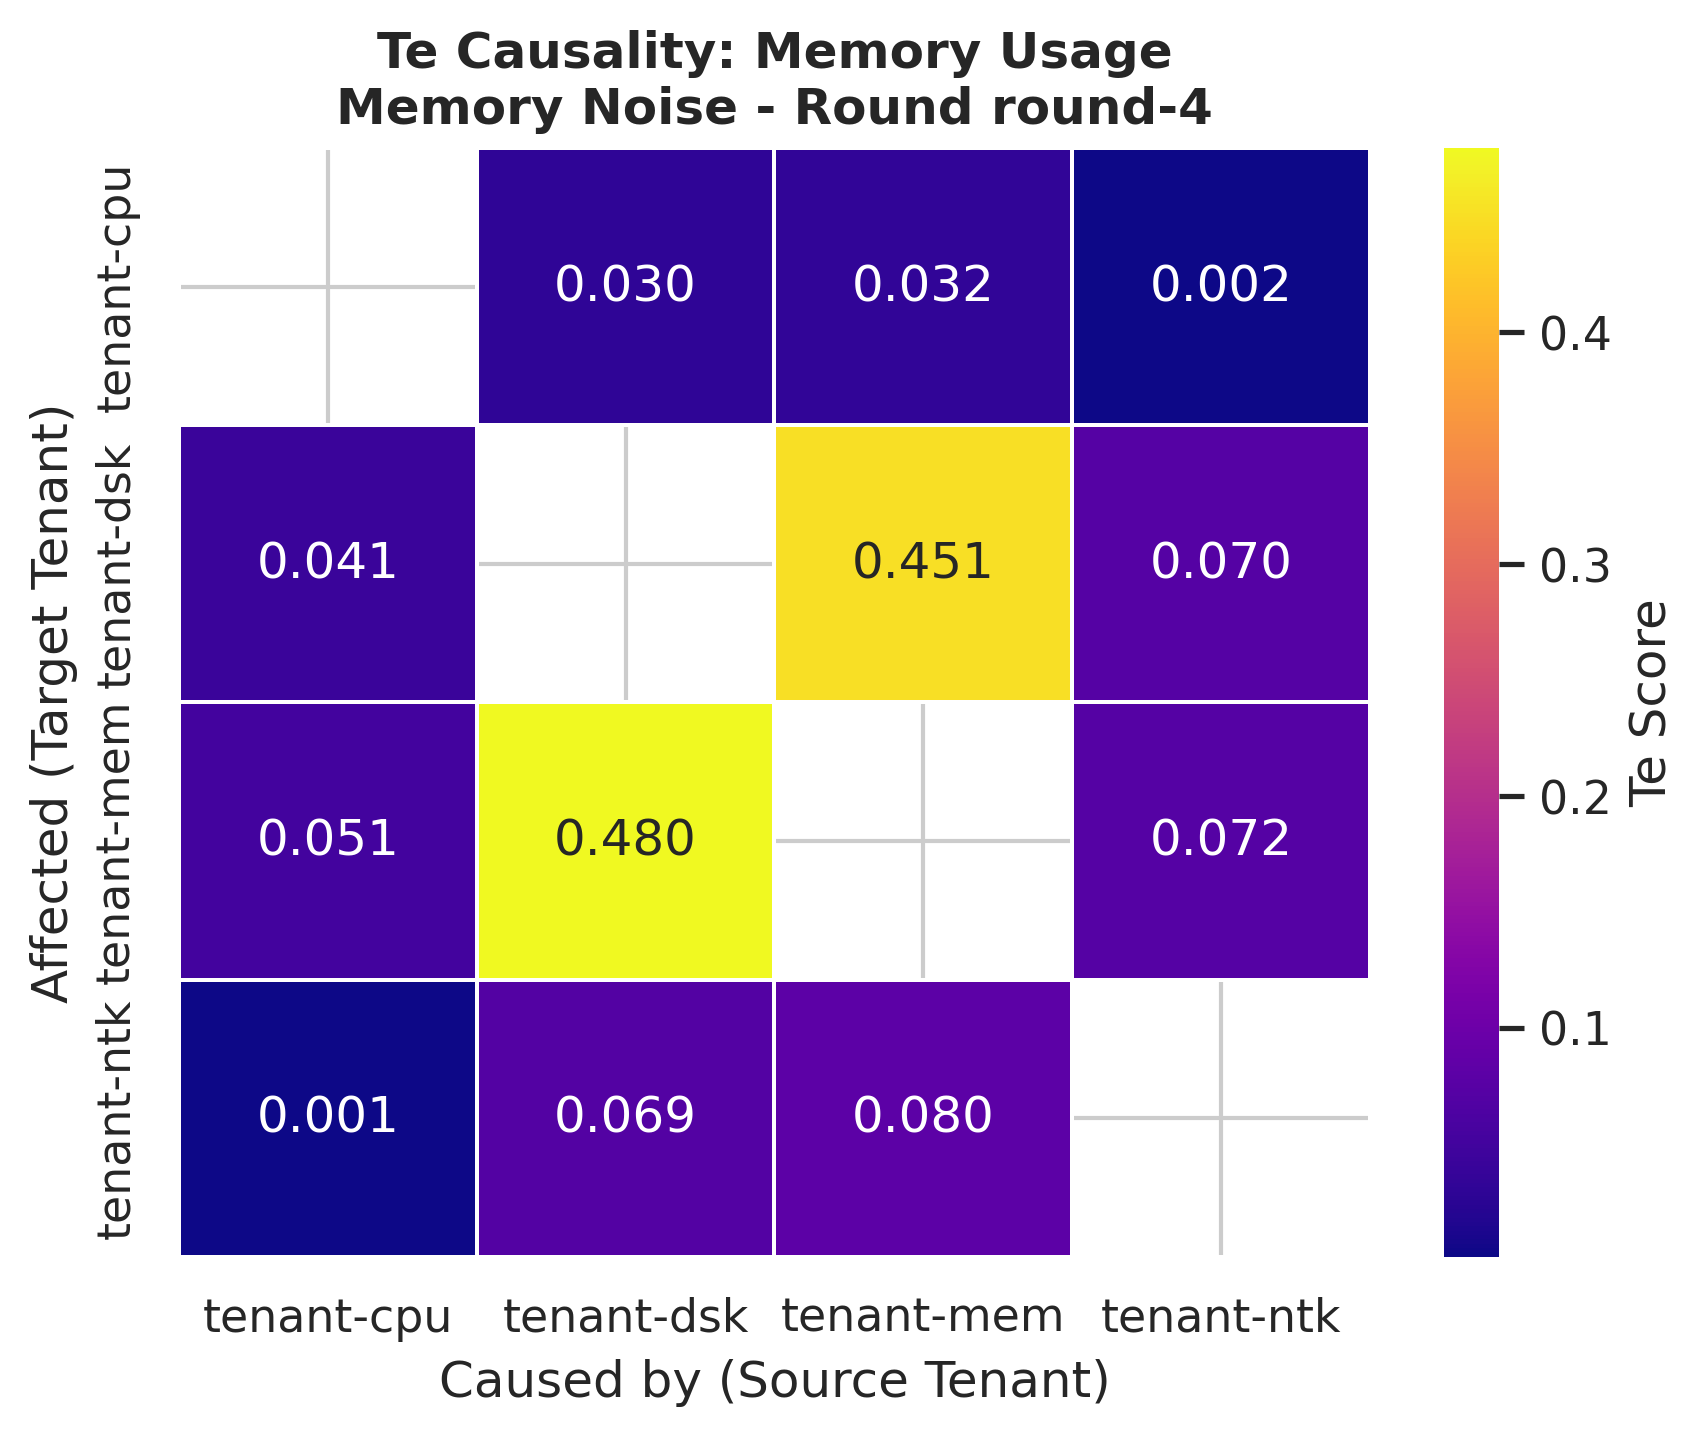 Te Causality: Memory Usage
Memory Noise - Round round-4
Affected (Target Tenant)
tenant-cpu
0.030
0.032
0.002
tenant-dsk
0.041
0.451
0.070
tenant-mem
0.051
0.480
0.072
tenant-ntk
0.001
0.069
0.080
tenant-cpu
tenant-dsk
tenant-mem
tenant-ntk
Caused by (Source Tenant)
0.4
0.3
0.2
0.1
Te Score